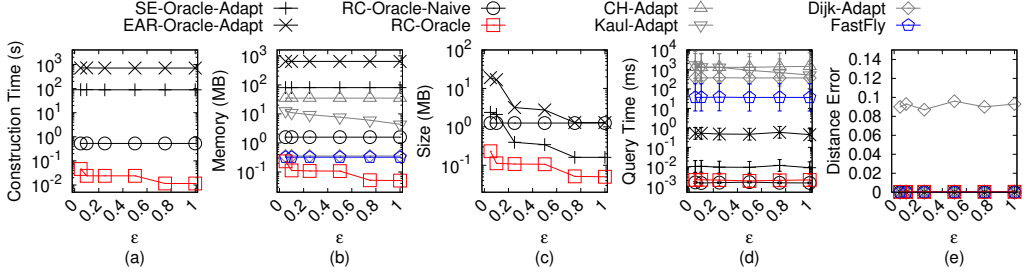 SE-Oracle-Adapt RC-Oracle-Naive CH-Adapt Dijk-Adapt
EAR-Oracle-Adapt RC-Oracle Kaul-Adapt FastFly
Construction Time (s)
10³
10²
10¹
10⁰
10⁻¹
10⁻²
0 0.2 0.4 0.6 0.8 1
ε
(a)
Memory (MB)
10³
10²
10¹
10⁰
10⁻¹
0 0.2 0.4 0.6 0.8 1
ε
(b)
Size (MB)
10²
10¹
10⁰
10⁻¹
0 0.2 0.4 0.6 0.8 1
ε
(c)
Query Time (ms)
10⁴
10³
10²
10¹
10⁰
10⁻¹
10⁻²
10⁻³
0 0.2 0.4 0.6 0.8 1
ε
(d)
Distance Error
0.14
0.12
0.1
0.08
0.06
0.04
0.02
0
0 0.2 0.4 0.6 0.8 1
ε
(e)